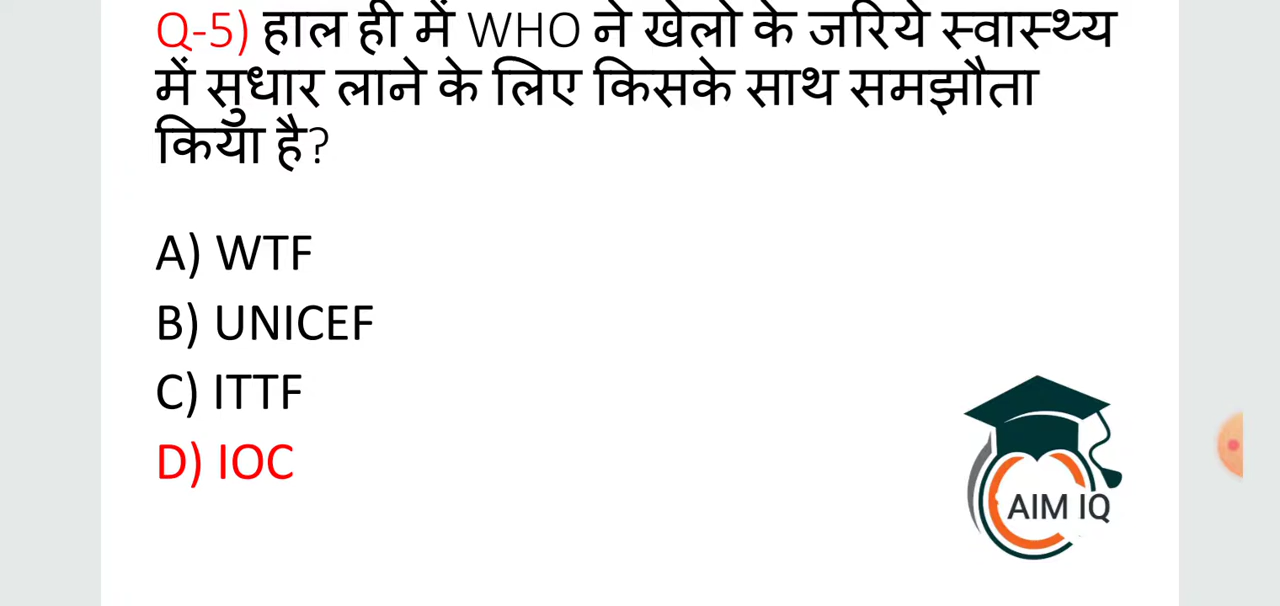 Q-5) हाल ही में WHO ने खेलो के जरिये स्वास्थ्य
में सुधार लाने के लिए किसके साथ समझौता
किया है?
A) WTF
B) UNICEF
C) ITTF
D) IOC
AIM IQ